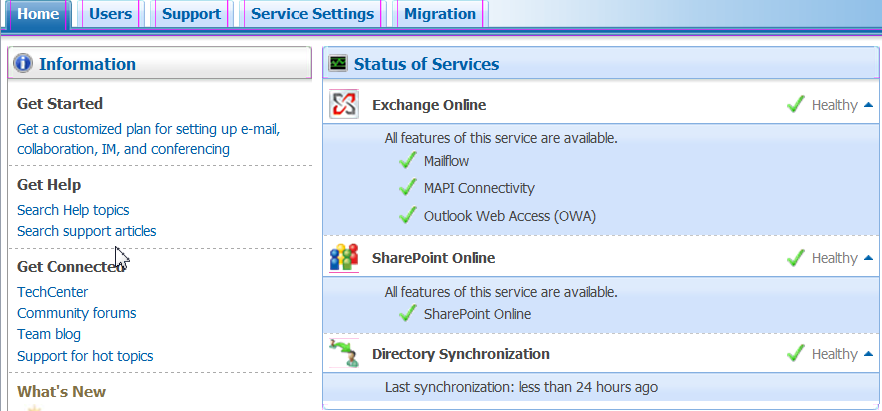 Home Users Support Service Settings Migration
Information
Get Started
Get a customized plan for setting up e-mail,
collaboration, IM, and conferencing
Get Help
Search Help topics
Search support articles
Get Connected
TechCenter
Community forums
Team blog
Support for hot topics
What's New
Status of Services
Exchange Online Healthy
All features of this service are available.
Mailflow
MAPI Connectivity
Outlook Web Access (OWA)
SharePoint Online Healthy
All features of this service are available.
SharePoint Online
Directory Synchronization Healthy
Last synchronization: less than 24 hours ago